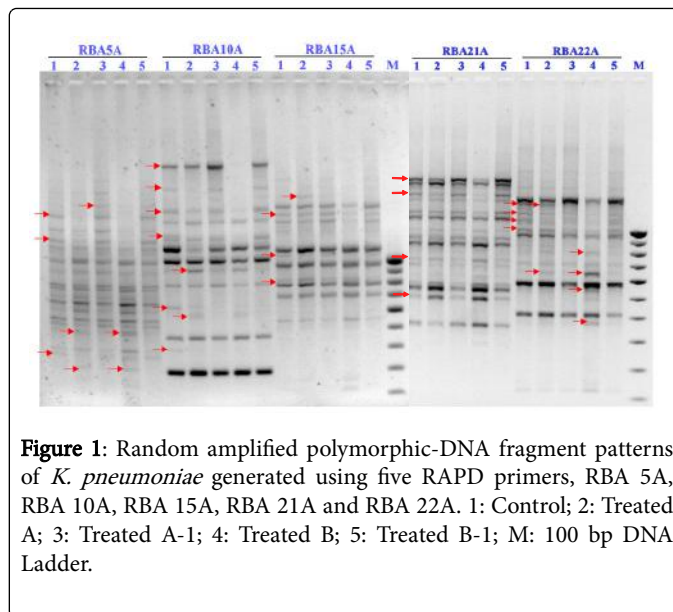 RBA5A RBA10A RBA15A RBA21A RBA22A
1 2 3 4 5 1 2 3 4 5 1 2 3 4 5 M 1 2 3 4 5 1 2 3 4 5 M
Figure 1: Random amplified polymorphic-DNA fragment patterns
of K. pneumoniae generated using five RAPD primers, RBA 5A,
RBA 10A, RBA 15A, RBA 21A and RBA 22A. 1: Control; 2: Treated
A; 3: Treated A-1; 4: Treated B; 5: Treated B-1; M: 100 bp DNA
Ladder.